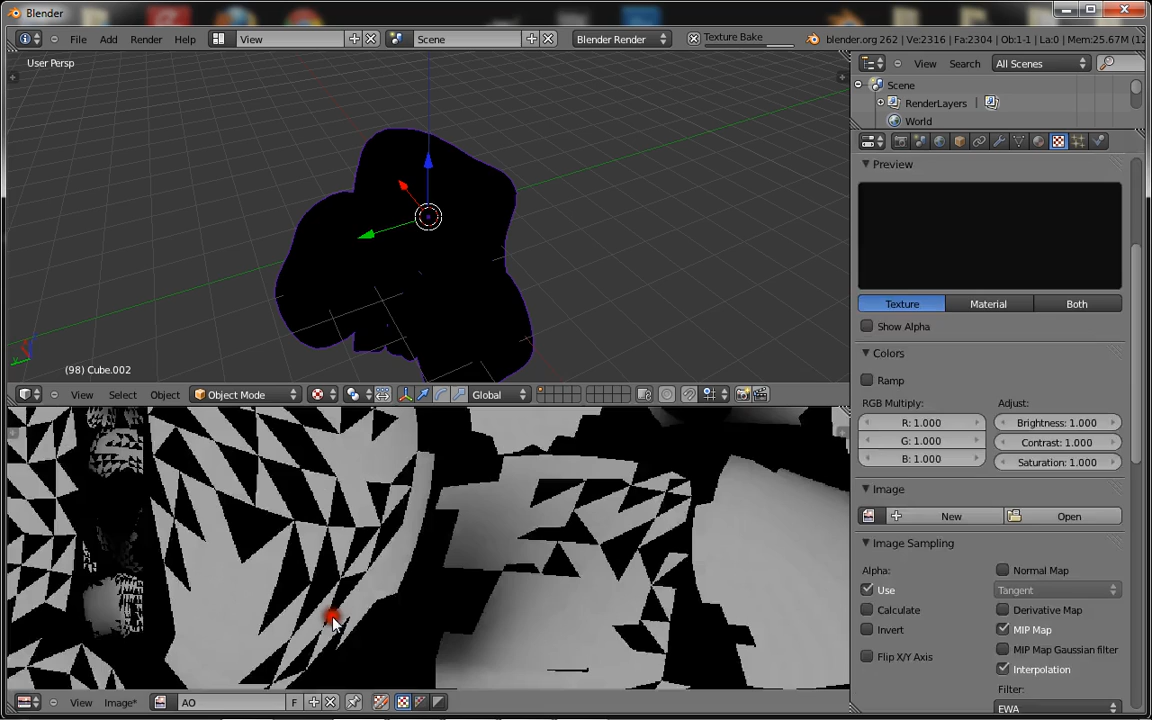 Blender
File Add Render Help View Scene Blender Render Texture Bake blender.org 262 | Ve:2316 | Fa:2304 | Ob:1-1 | La:0 | Mem:25.67M (12
User Persp
View Search All Scenes
Scene
RenderLayers
World
Preview
Texture Material Both
Show Alpha
Colors
Ramp
RGB Multiply: Adjust:
R: 1.000 Brightness: 1.000
G: 1.000 Contrast: 1.000
B: 1.000 Saturation: 1.000
Image
New Open
Image Sampling
Alpha: Normal Map
Use Tangent
Calculate Derivative Map
Invert MIP Map
MIP Map Gaussian filter
Flip X/Y Axis Interpolation
Filter:
EWA
(98) Cube.002
View Select Object Object Mode Global
View Image* AO F